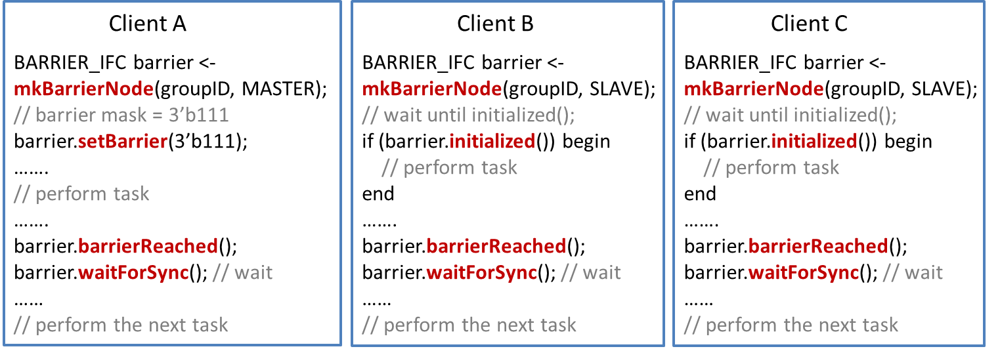 Client A
BARRIER_IFC barrier <-
mkBarrierNode(groupID, MASTER);
// barrier mask = 3’b111
barrier.setBarrier(3’b111);
…….
// perform task
…….
barrier.barrierReached();
barrier.waitForSync(); // wait
……
// perform the next task
Client B
BARRIER_IFC barrier <-
mkBarrierNode(groupID, SLAVE);
// wait until initialized();
if (barrier.initialized()) begin
// perform task
end
…….
barrier.barrierReached();
barrier.waitForSync(); // wait
……
// perform the next task
Client C
BARRIER_IFC barrier <-
mkBarrierNode(groupID, SLAVE);
// wait until initialized();
if (barrier.initialized()) begin
// perform task
end
…….
barrier.barrierReached();
barrier.waitForSync(); // wait
……
// perform the next task